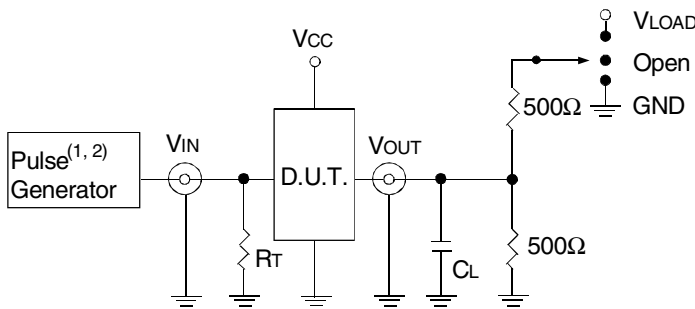 VLOAD
VCC
Open
GND
500Ω
Pulse(1, 2)
Generator
VIN
D.U.T.
VOUT
RT
CL
500Ω